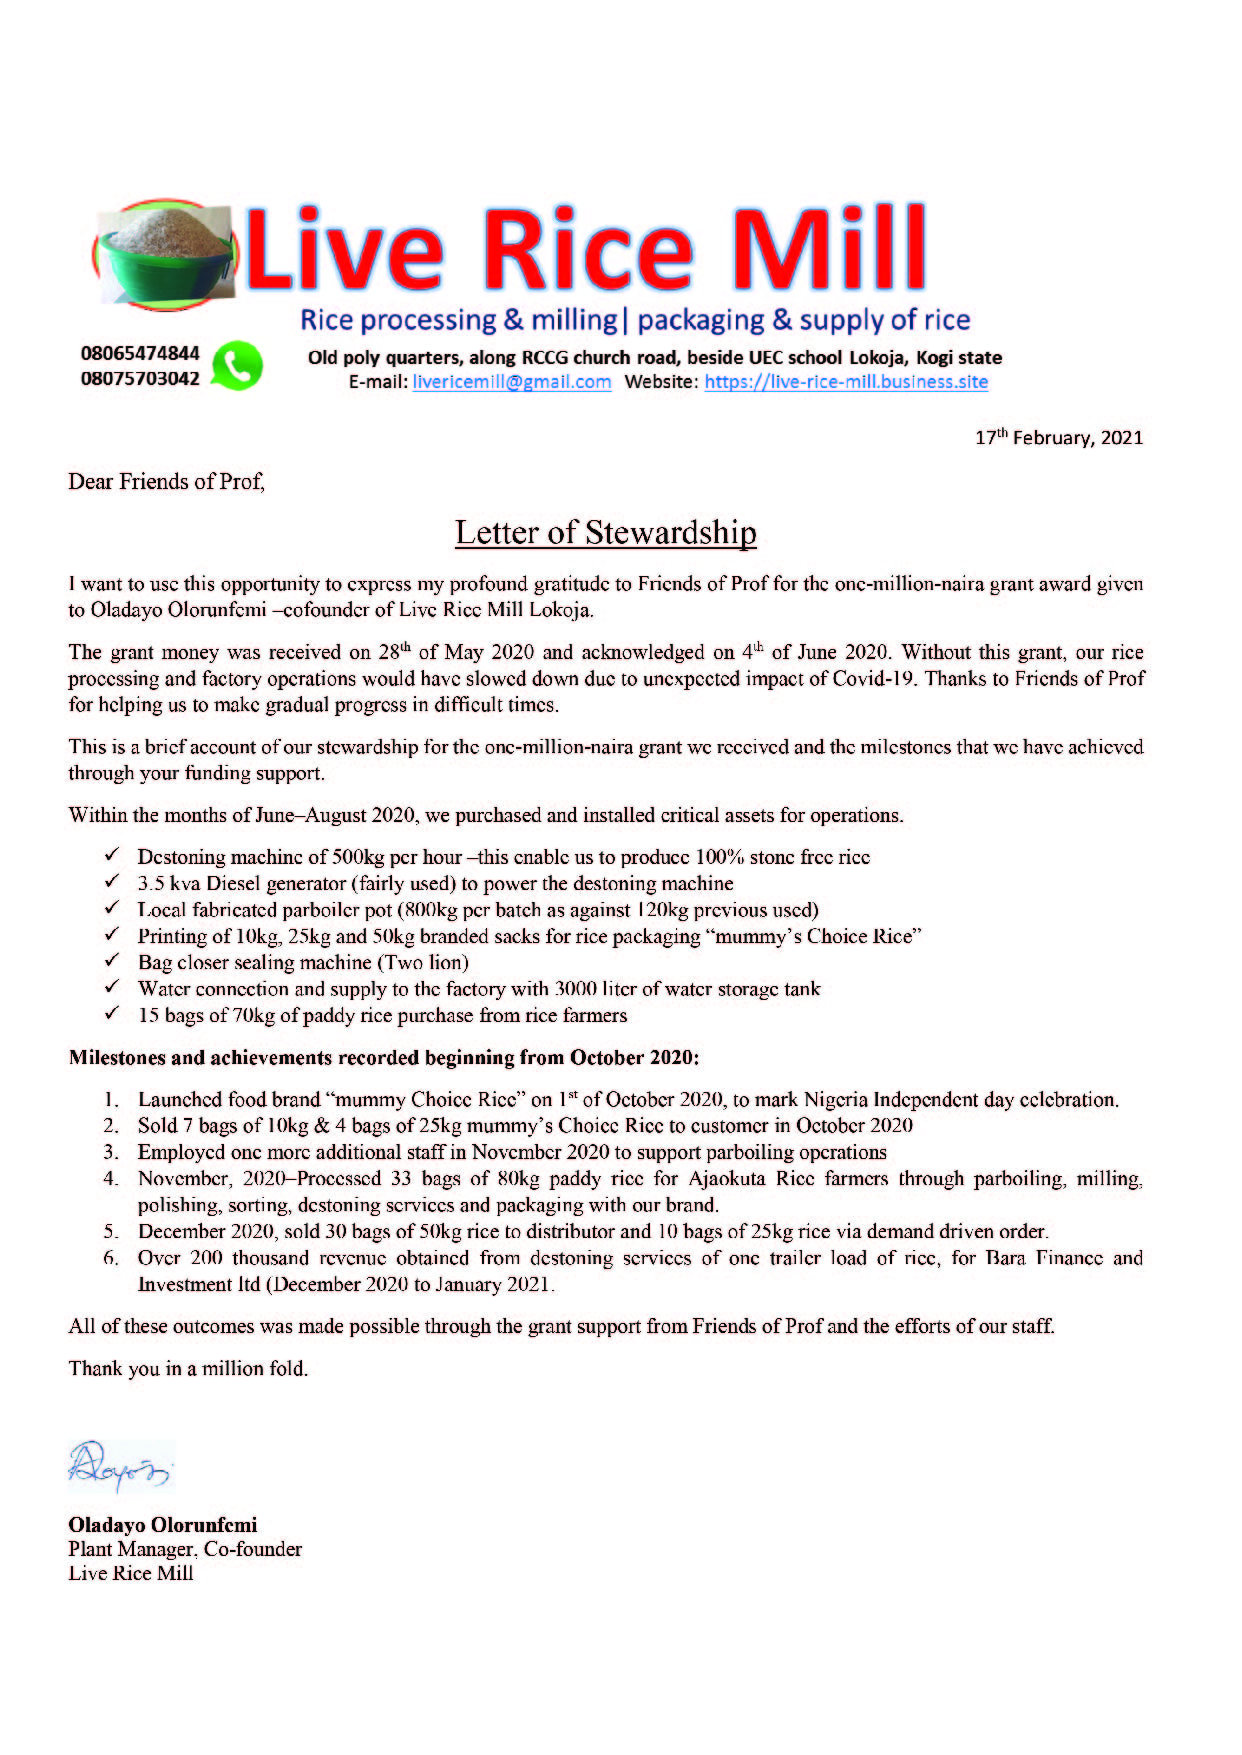 Live Rice Mill
Rice processing & milling| packaging & supply of rice
08065474844
08075703042
Old poly quarters, along RCCG church road, beside UEC school Lokoja, Kogi state
E-mail: livericemill@gmail.com Website: https://live-rice-mill.business.site
17th February, 2021
Dear Friends of Prof,
Letter of Stewardship
I want to use this opportunity to express my profound gratitude to Friends of Prof for the one-million-naira grant award given
to Oladayo Olorunfemi –cofounder of Live Rice Mill Lokoja.
The grant money was received on 28th of May 2020 and acknowledged on 4th of June 2020. Without this grant, our rice
processing and factory operations would have slowed down due to unexpected impact of Covid-19. Thanks to Friends of Prof
for helping us to make gradual progress in difficult times.
This is a brief account of our stewardship for the one-million-naira grant we received and the milestones that we have achieved
through your funding support.
Within the months of June–August 2020, we purchased and installed critical assets for operations.
✓ Destoning machine of 500kg per hour –this enable us to produce 100% stone free rice
✓ 3.5 kva Diesel generator (fairly used) to power the destoning machine
✓ Local fabricated parboiler pot (800kg per batch as against 120kg previous used)
✓ Printing of 10kg, 25kg and 50kg branded sacks for rice packaging “mummy’s Choice Rice”
✓ Bag closer sealing machine (Two lion)
✓ Water connection and supply to the factory with 3000 liter of water storage tank
✓ 15 bags of 70kg of paddy rice purchase from rice farmers
Milestones and achievements recorded beginning from October 2020:
1. Launched food brand “mummy Choice Rice” on 1st of October 2020, to mark Nigeria Independent day celebration.
2. Sold 7 bags of 10kg & 4 bags of 25kg mummy’s Choice Rice to customer in October 2020
3. Employed one more additional staff in November 2020 to support parboiling operations
4. November, 2020–Processed 33 bags of 80kg paddy rice for Ajaokuta Rice farmers through parboiling, milling,
polishing, sorting, destoning services and packaging with our brand.
5. December 2020, sold 30 bags of 50kg rice to distributor and 10 bags of 25kg rice via demand driven order.
6. Over 200 thousand revenue obtained from destoning services of one trailer load of rice, for Bara Finance and
Investment ltd (December 2020 to January 2021.
All of these outcomes was made possible through the grant support from Friends of Prof and the efforts of our staff.
Thank you in a million fold.
Oladayo Olorunfemi
Plant Manager, Co-founder
Live Rice Mill